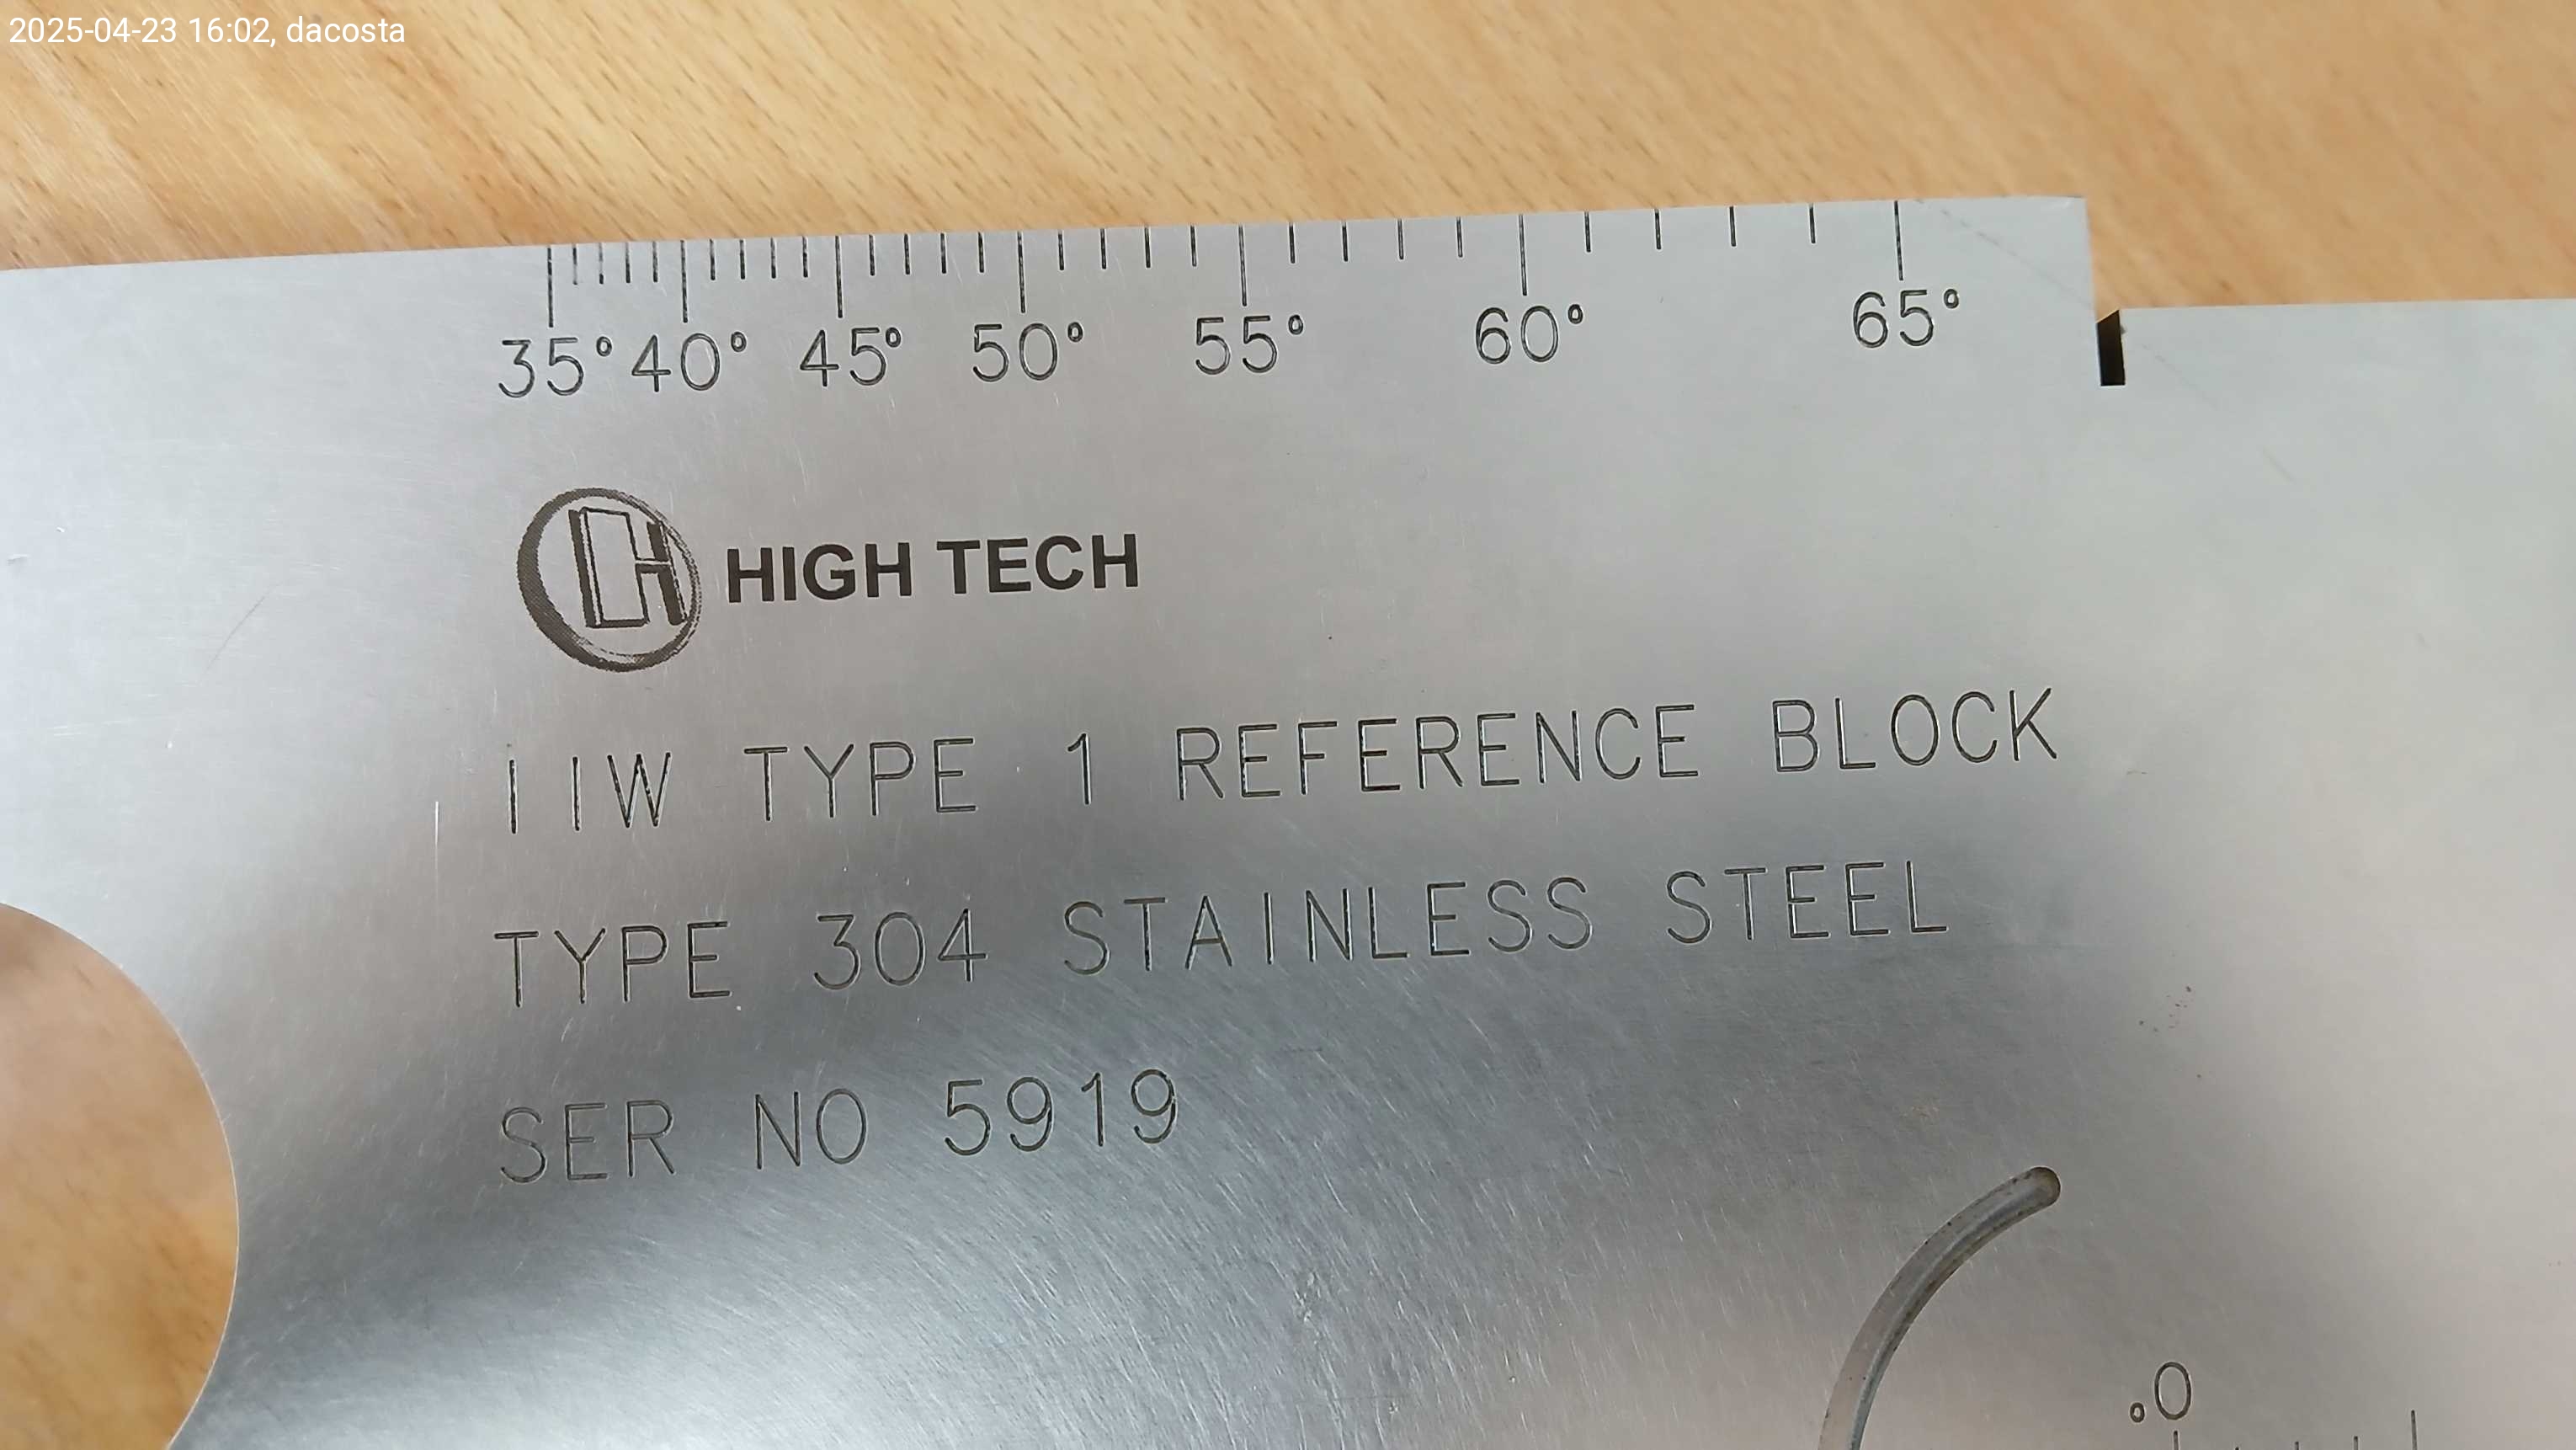 2025-04-23 16:02, dacosta
35° 40° 45° 50° 55° 60° 65°
HIGH TECH
IIW TYPE 1 REFERENCE BLOCK
TYPE 304 STAINLESS STEEL
SER NO 5919
0°